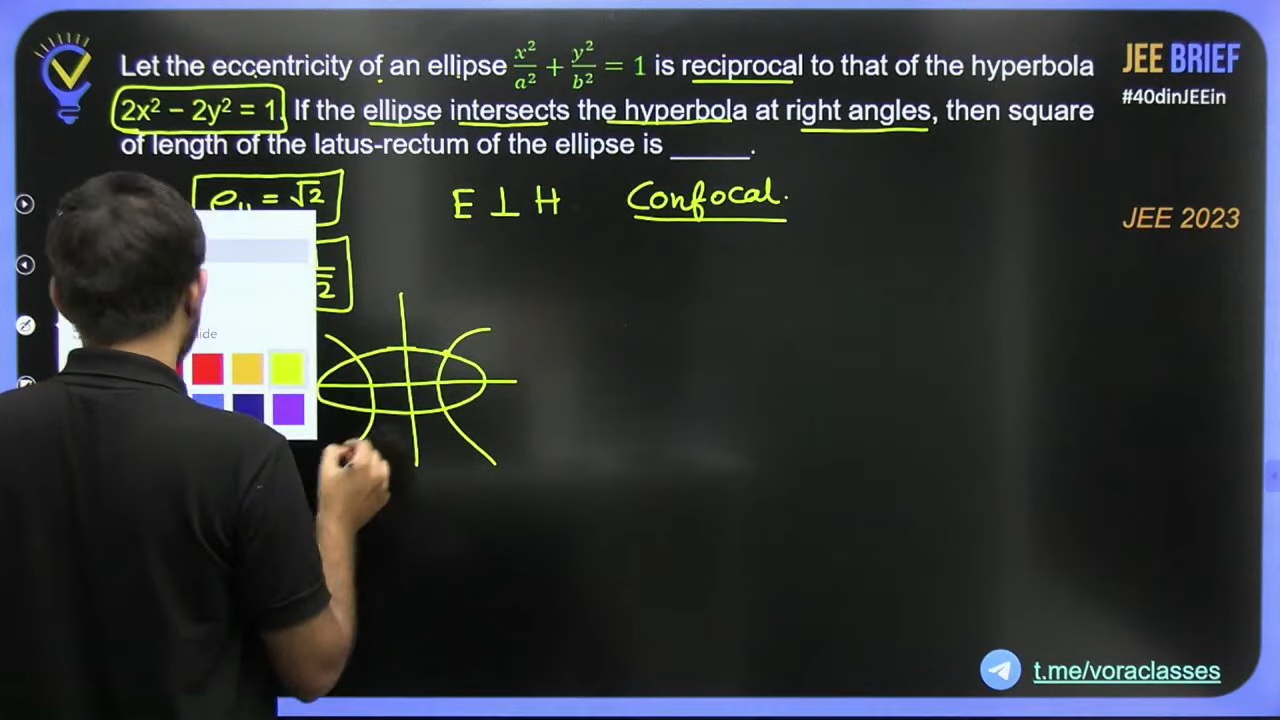 Let the eccentricity of an ellipse x²/a² + y²/b² = 1 is reciprocal to that of the hyperbola
2x² − 2y² = 1. If the ellipse intersects the hyperbola at right angles, then square
of length of the latus-rectum of the ellipse is _____.
JEE BRIEF
#40dinJEEin
e_H = √2
E ⊥ H
Confocal.
JEE 2023
t.me/voraclasses